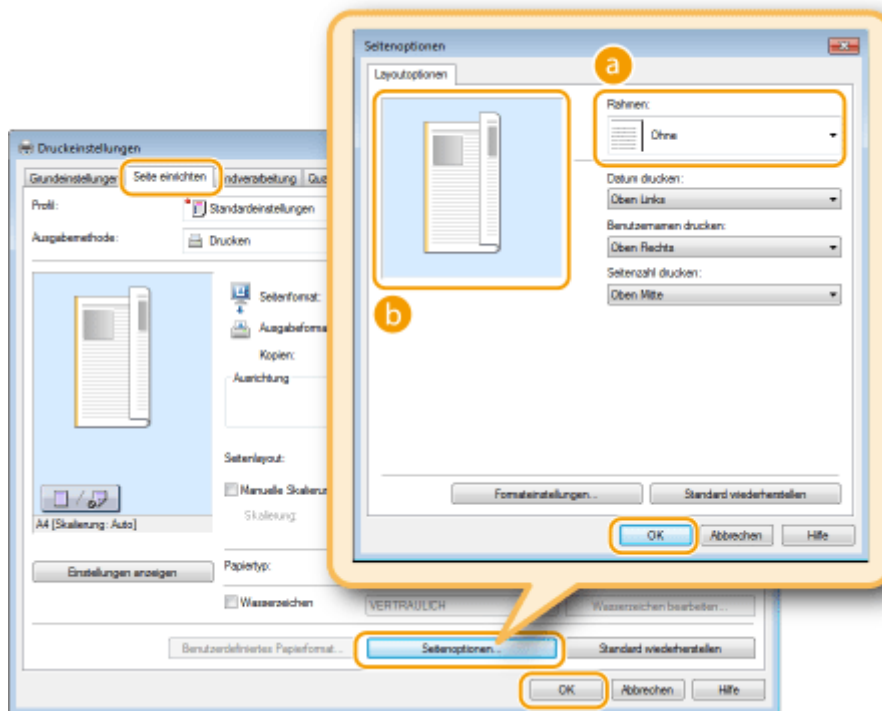 Seitenoptionen
Layoutoptionen
a
Rahmen:
Ohne
Datum drucken:
Oben Links
Benutzernamen drucken:
Oben Rechts
Seitenzahl drucken:
Oben Mitte
b
Formateinstellungen...
Standard wiederherstellen
OK
Abbrechen
Hilfe
Druckeinstellungen
Grundeinstellungen
Seite einrichten
ndverarbeitung
Qua
Profil:
Standardeinstellungen
Ausgabemethode:
Drucken
Seitenformat:
Ausgabeforma
Kopien:
Ausrichtung
Seitenlayout:
Manuelle Skalierun
Skalierung:
A4 [Skalierung: Auto]
Einstellungen anzeigen
Papiertyp:
Wasserzeichen
VERTRAULICH
Wasserzeichen bearbeiten...
Benutzerdefiniertes Papierformat...
Seitenoptionen...
Standard wiederherstellen
OK
Abbrechen
Hilfe